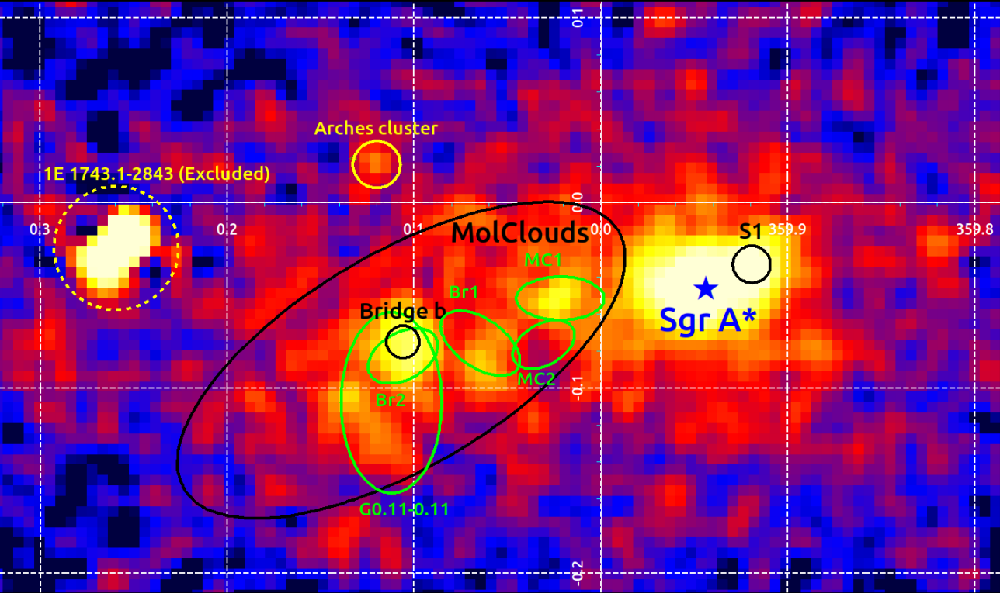 0.1
Arches cluster
1E 1743.1-2843 (Excluded)
0.0
0.3
0.2
0.1
MolClouds
0.0
S1
359.9
359.8
MC1
Br1
Bridge b
Sgr A*
MC2
-0.1
Br2
G0.11-0.11
-0.2